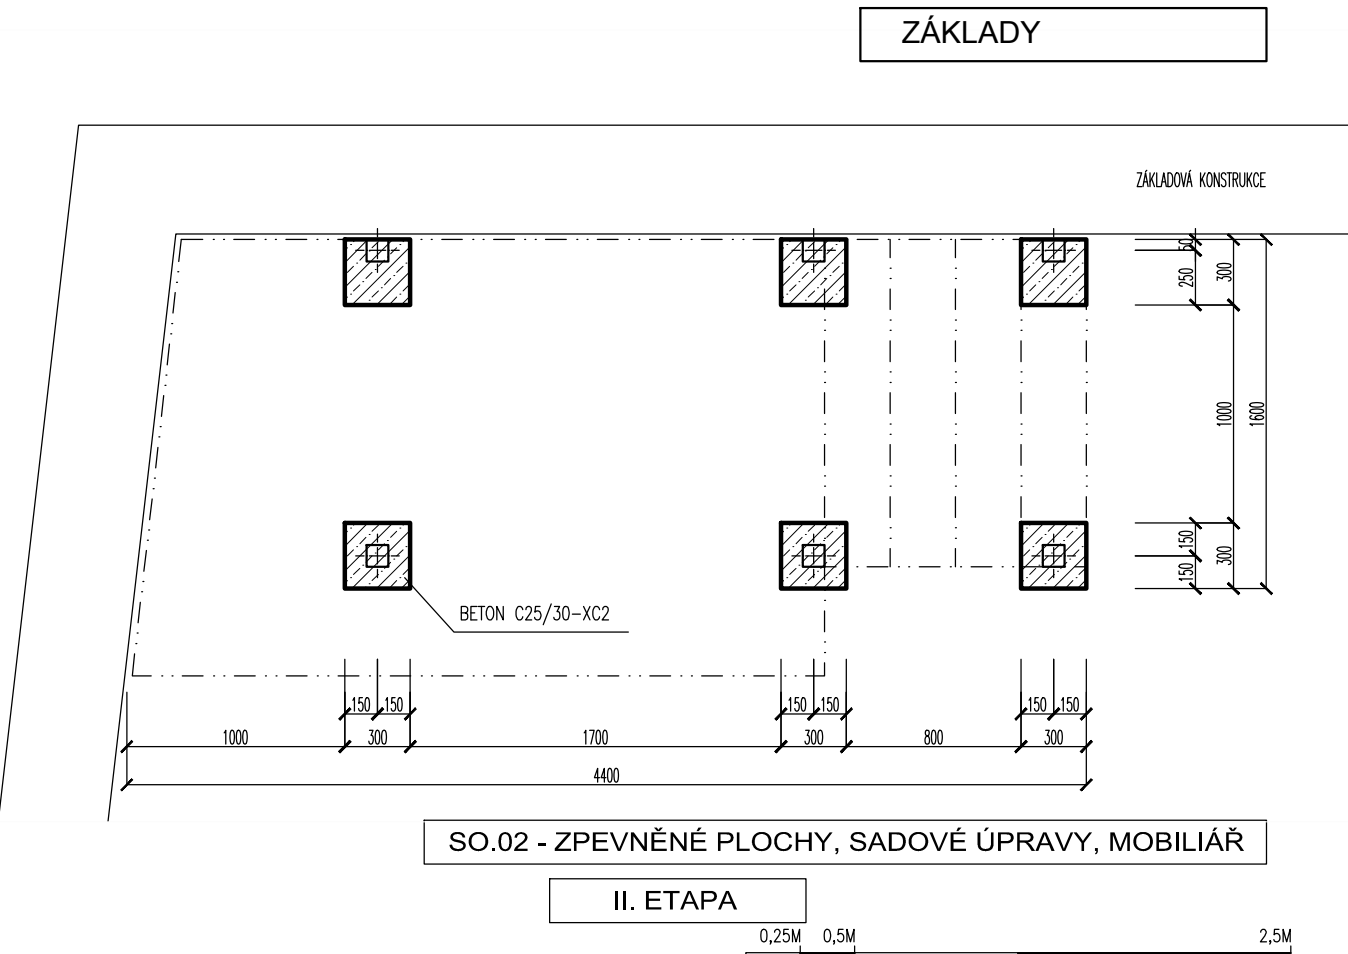 ZÁKLADY
ZÁKLADOVÁ KONSTRUKCE
50
250
300
1000
1600
150
150
300
BETON C25/30-XC2
150 150 150 150 150 150
1000 300 1700 300 800 300
4400
SO.02 - ZPEVNĚNÉ PLOCHY, SADOVÉ ÚPRAVY, MOBILIÁŘ
II. ETAPA
0,25M 0,5M 2,5M